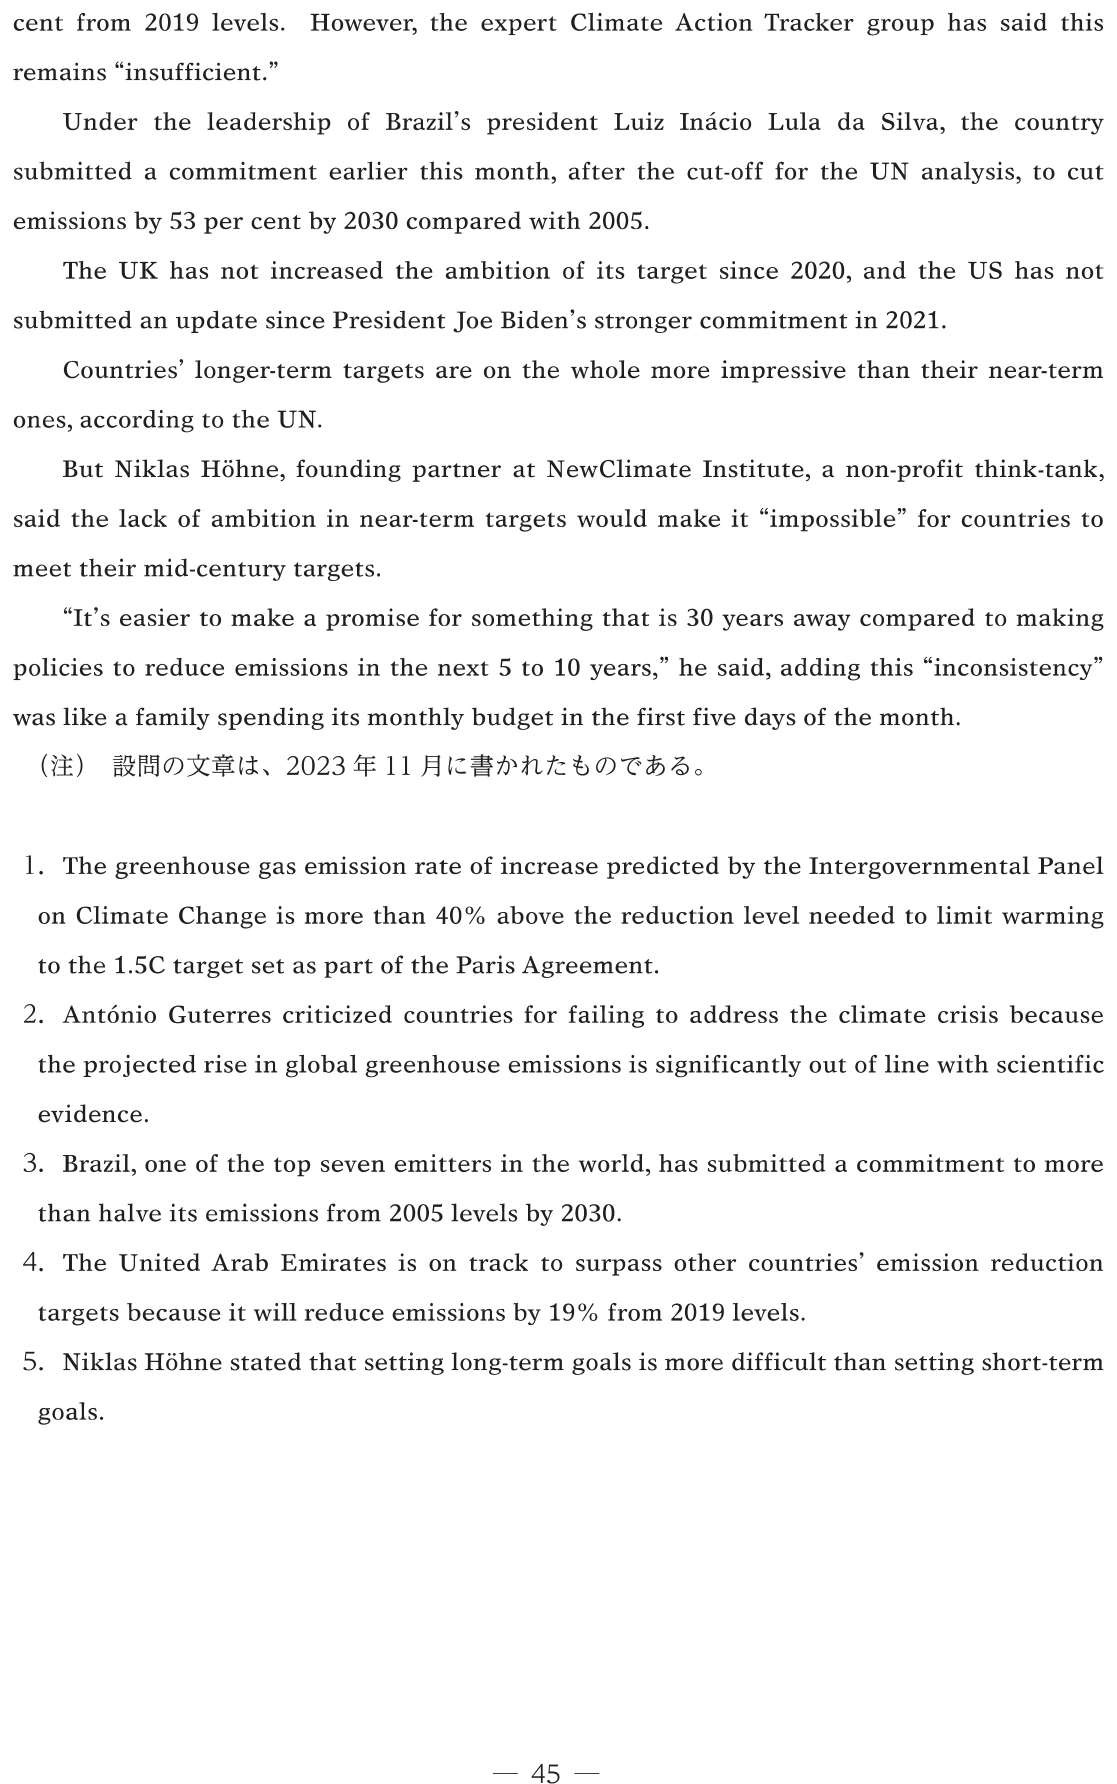 cent from 2019 levels. However, the expert Climate Action Tracker group has said this
remains “insufficient.”
Under the leadership of Brazil’s president Luiz Inácio Lula da Silva, the country
submitted a commitment earlier this month, after the cut-off for the UN analysis, to cut
emissions by 53 per cent by 2030 compared with 2005.
The UK has not increased the ambition of its target since 2020, and the US has not
submitted an update since President Joe Biden’s stronger commitment in 2021.
Countries’ longer-term targets are on the whole more impressive than their near-term
ones, according to the UN.
But Niklas Höhne, founding partner at NewClimate Institute, a non-profit think-tank,
said the lack of ambition in near-term targets would make it “impossible” for countries to
meet their mid-century targets.
“It’s easier to make a promise for something that is 30 years away compared to making
policies to reduce emissions in the next 5 to 10 years,” he said, adding this “inconsistency”
was like a family spending its monthly budget in the first five days of the month.
（注）　設問の文章は、2023 年 11 月に書かれたものである。
1. The greenhouse gas emission rate of increase predicted by the Intergovernmental Panel
on Climate Change is more than 40% above the reduction level needed to limit warming
to the 1.5C target set as part of the Paris Agreement.
2. António Guterres criticized countries for failing to address the climate crisis because
the projected rise in global greenhouse emissions is significantly out of line with scientific
evidence.
3. Brazil, one of the top seven emitters in the world, has submitted a commitment to more
than halve its emissions from 2005 levels by 2030.
4. The United Arab Emirates is on track to surpass other countries’ emission reduction
targets because it will reduce emissions by 19% from 2019 levels.
5. Niklas Höhne stated that setting long-term goals is more difficult than setting short-term
goals.
— 45 —